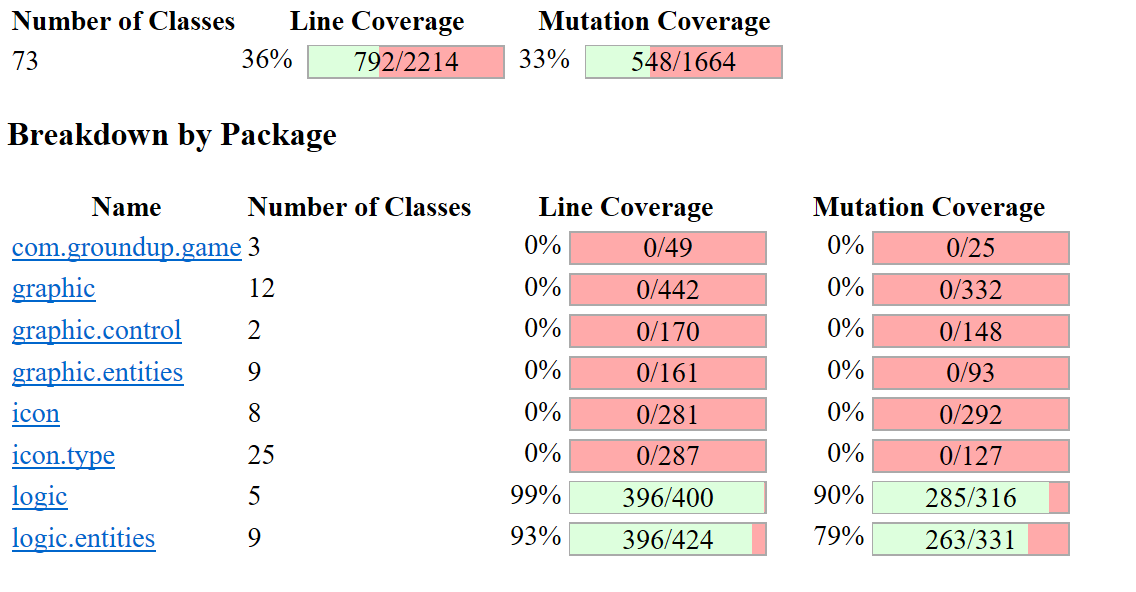 Number of Classes Line Coverage Mutation Coverage
73 36% 792/2214 33% 548/1664
Breakdown by Package
Name Number of Classes Line Coverage Mutation Coverage
com.groundup.game 3 0% 0/49 0% 0/25
graphic 12 0% 0/442 0% 0/332
graphic.control 2 0% 0/170 0% 0/148
graphic.entities 9 0% 0/161 0% 0/93
icon 8 0% 0/281 0% 0/292
icon.type 25 0% 0/287 0% 0/127
logic 5 99% 396/400 90% 285/316
logic.entities 9 93% 396/424 79% 263/331